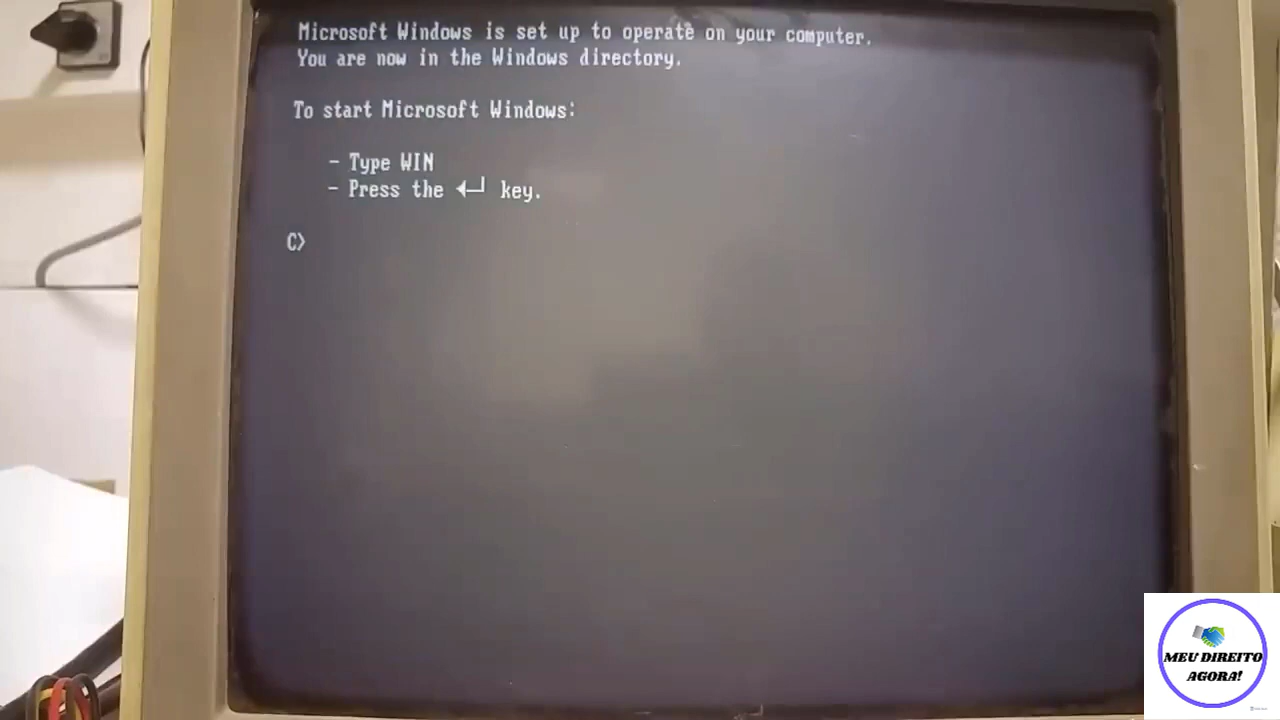 Microsoft Windows is set up to operate on your computer.
You are now in the Windows directory.
To start Microsoft Windows:
- Type WIN
- Press the ◄┘ key.
C>
MEU DIREITO
AGORA!